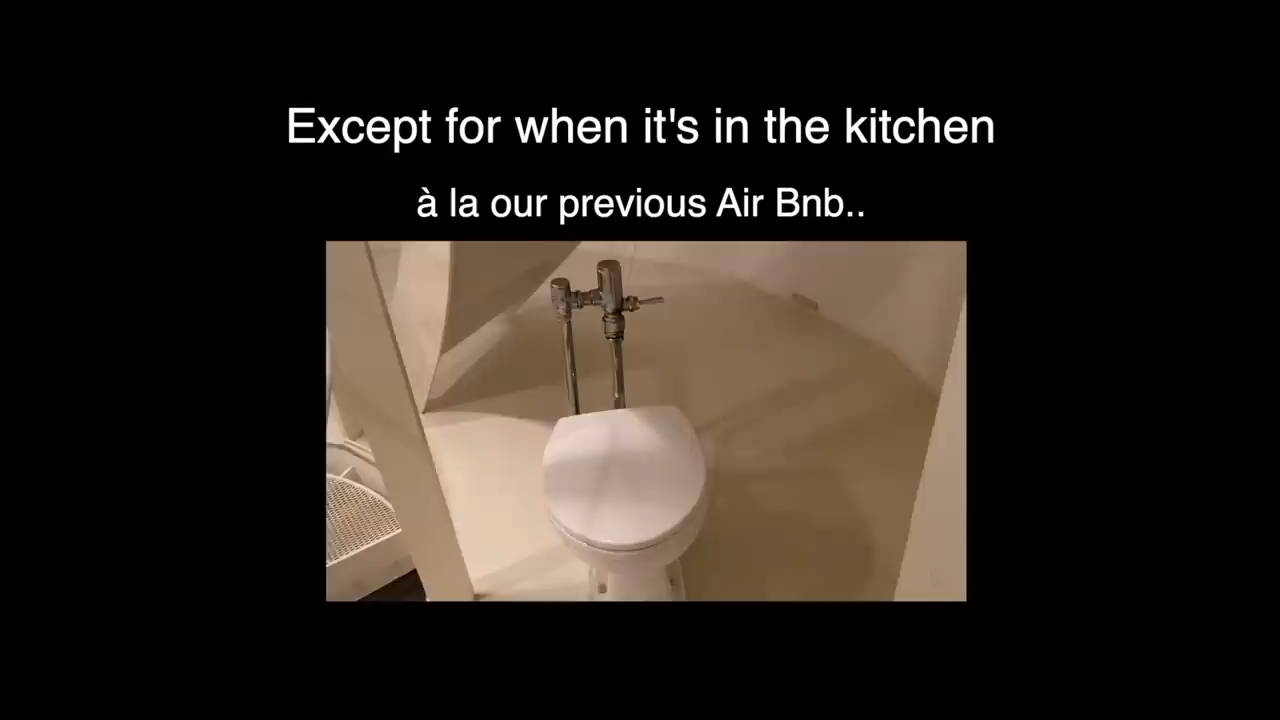 Except for when it's in the kitchen
à la our previous Air Bnb..